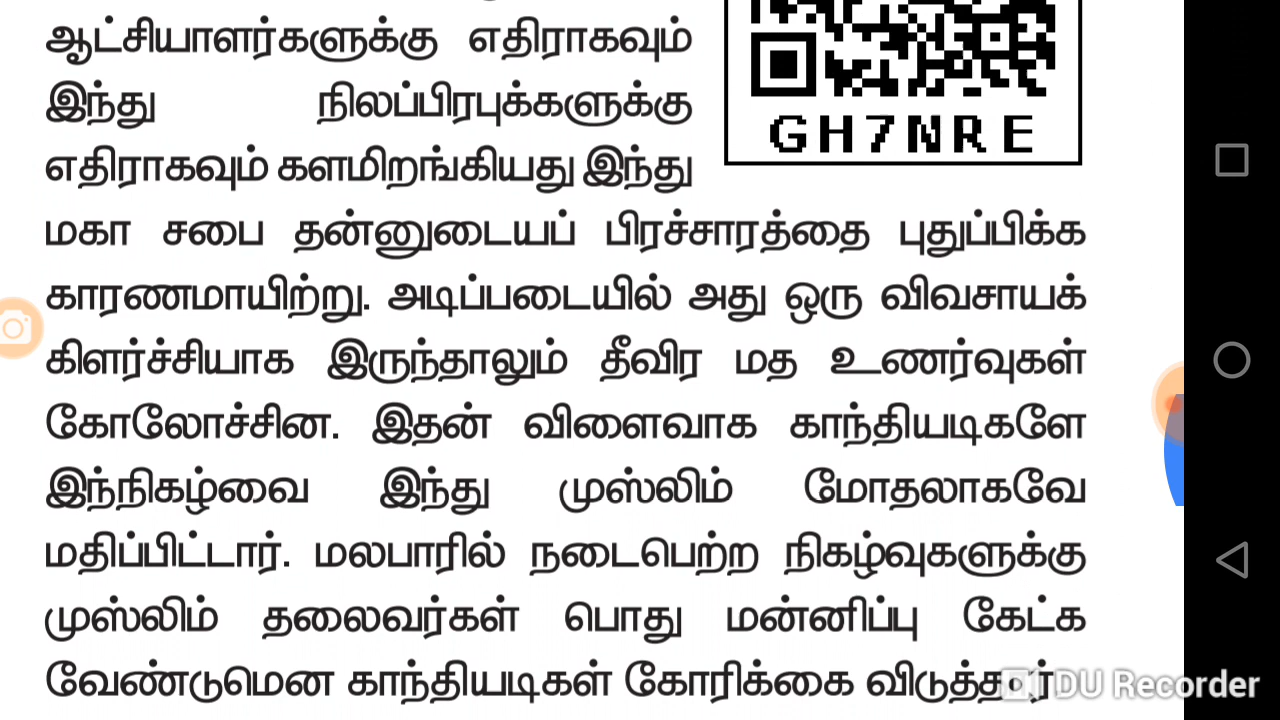 ஆட்சியாளர்களுக்கு எதிராகவும்
இந்து நிலப்பிரபுக்களுக்கு
GH7NRE
எதிராகவும் களமிறங்கியது இந்து
மகா சபை தன்னுடையப் பிரச்சாரத்தை புதுப்பிக்க
காரணமாயிற்று. அடிப்படையில் அது ஒரு விவசாயக்
கிளர்ச்சியாக இருந்தாலும் தீவிர மத உணர்வுகள்
கோலோச்சின. இதன் விளைவாக காந்தியடிகளே
இந்நிகழ்வை இந்து முஸ்லிம் மோதலாகவே
மதிப்பிட்டார். மலபாரில் நடைபெற்ற நிகழ்வுகளுக்கு
முஸ்லிம் தலைவர்கள் பொது மன்னிப்பு கேட்க
வேண்டுமென காந்தியடிகள் கோரிக்கை விடுத்தார்.
DU Recorder